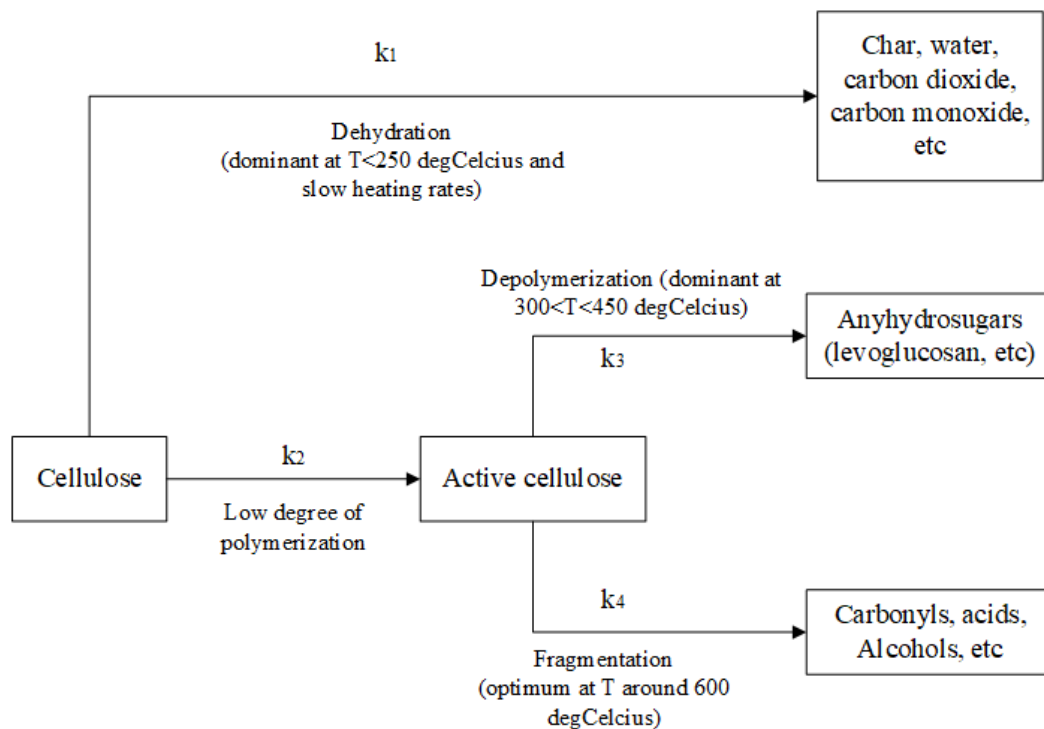 k1
Char, water,
carbon dioxide,
carbon monoxide,
etc
Dehydration
(dominant at T<250 degCelcius and
slow heating rates)
Depolymerization (dominant at
300<T<450 degCelcius)
k3
Anyhydrosugars
(levoglucosan, etc)
Cellulose
k2
Low degree of
polymerization
Active cellulose
k4
Fragmentation
(optimum at T around 600
degCelcius)
Carbonyls, acids,
Alcohols, etc